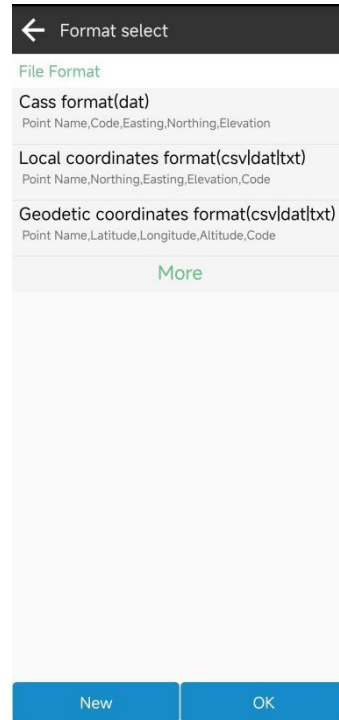 Format select
File Format
Cass format(dat)
Point Name,Code,Easting,Northing,Elevation
Local coordinates format(csv|dat|txt)
Point Name,Northing,Easting,Elevation,Code
Geodetic coordinates format(csv|dat|txt)
Point Name,Latitude,Longitude,Altitude,Code
More
New
OK